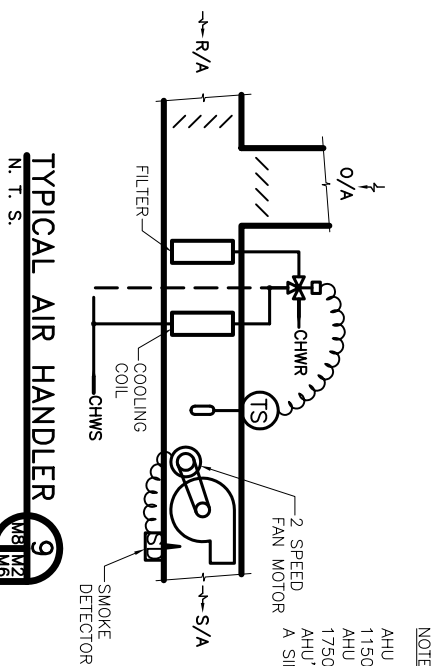 R/A
O/A
FILTER
COOLING
COIL
CHWR
CHWS
TS
2 SPEED
FAN MOTOR
SD
SMOKE
DETECTOR
S/A
NOTE
AHU
1150
AHU
1750
AHU'
A SI
TYPICAL AIR HANDLER
N. T. S.
9
M8 M2
M6